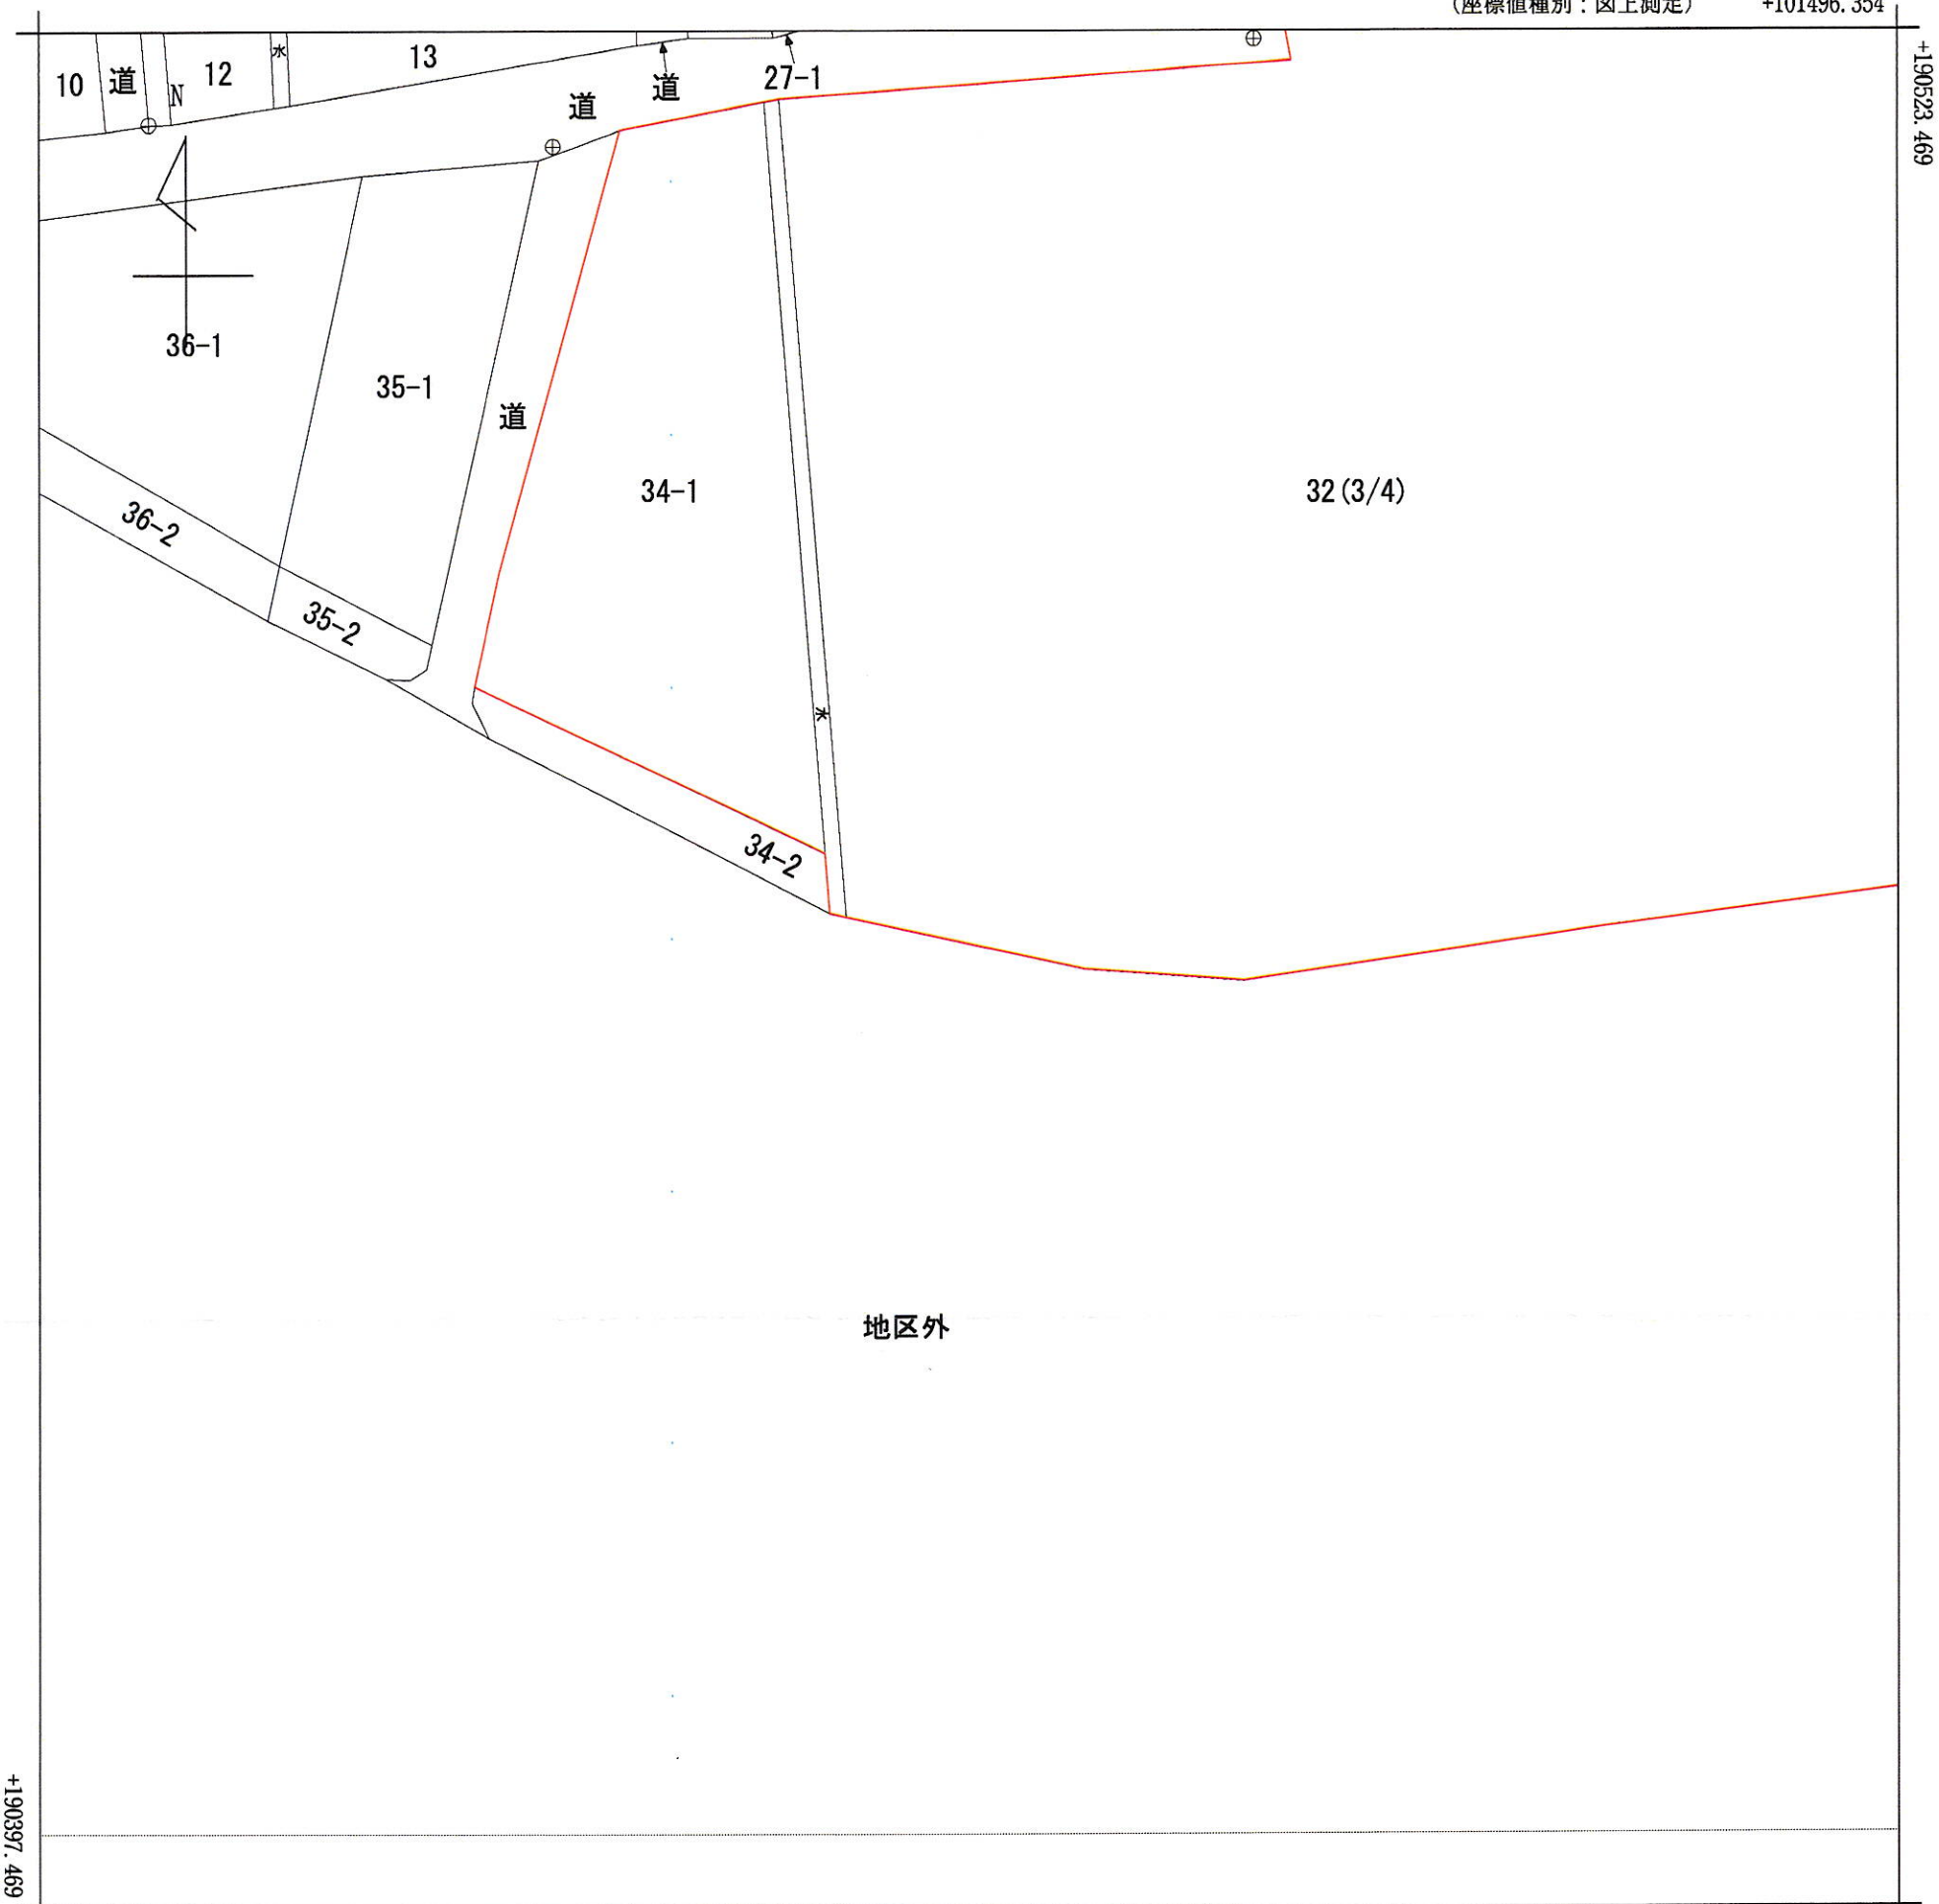 (座標値種別：図上測定) +101496.354
+190523.469
10
道
N
12
水
13
道
道
27-1
36-1
35-1
道
34-1
32(3/4)
36-2
35-2
水
34-2
地区外
+190397.469